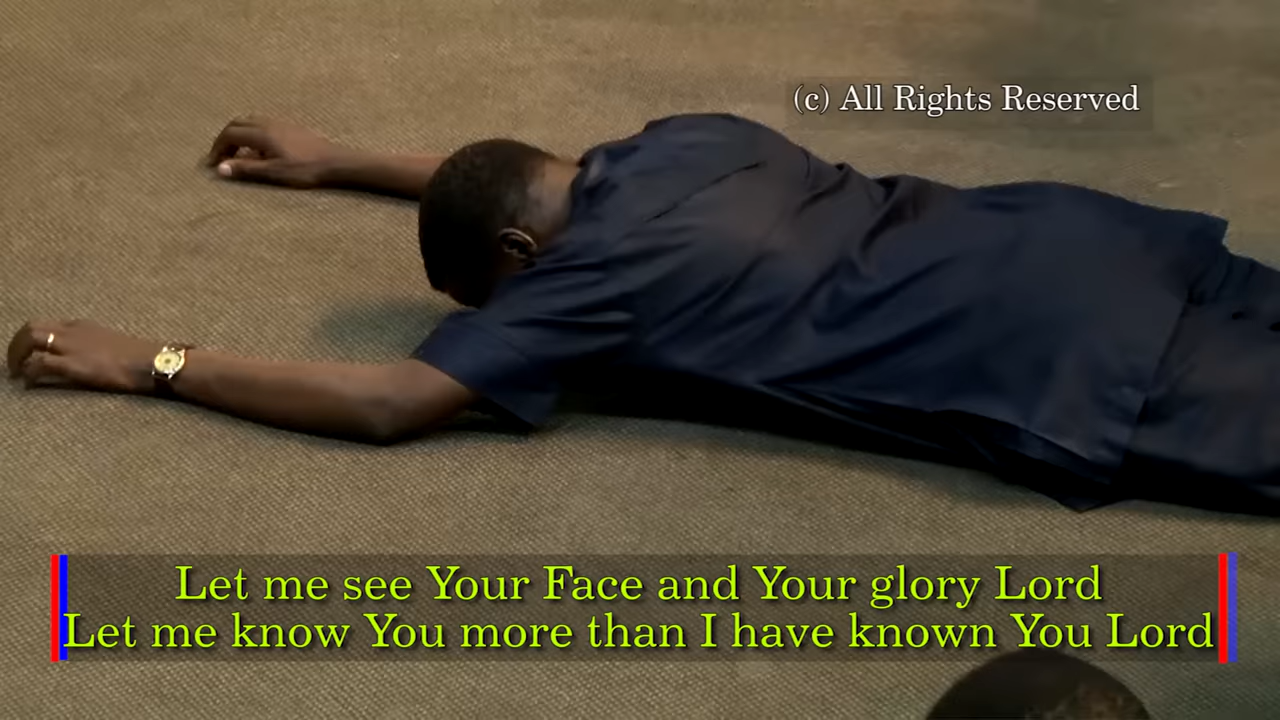 (c) All Rights Reserved
Let me see Your Face and Your glory Lord
Let me know You more than I have known You Lord